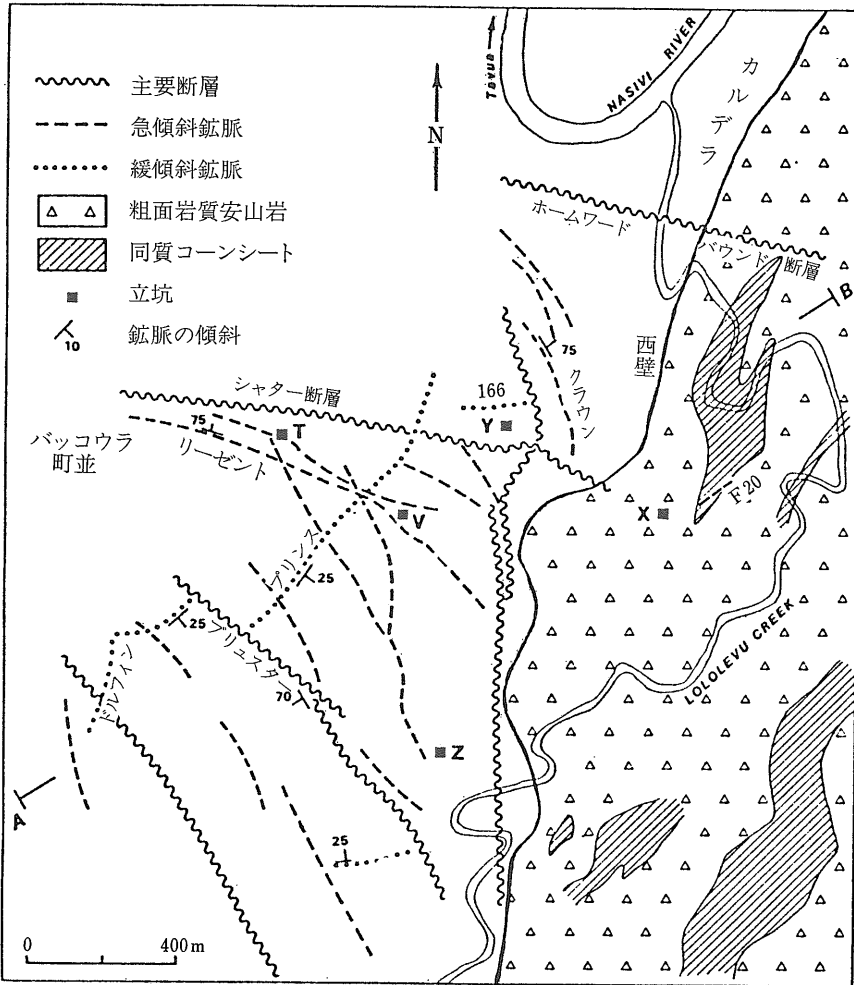 主要断層
急傾斜鉱脈
緩傾斜鉱脈
粗面岩質安山岩
同質コーンシート
立坑
10
鉱脈の傾斜
N
Tavua
NASIVI RIVER
カルデラ
ホームワード
バウンド断層
B
75
クラウン
西壁
シャター断層
166
75
T
Y
バッコウラ
町並
リーゼント
V
X
F20
プリンス
25
25
ブリュスター
ドルフィン
70
LOLOLEVU CREEK
Z
A
25
0
400m